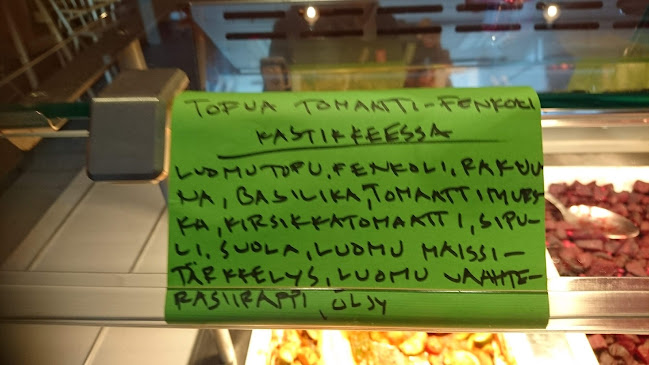 TOFUA TOMAATTI-FENKOLI
KASTIKKEESSA
LUOMUTOFU, FENKOLI, RAKUU-
NA, BASILIKA, TOMAATTIMURS-
KA, KIRSIKKATOMAATTI, SIPU-
LI, SUOLA, LUOMU MAISSI-
TÄRKKELYS, LUOMU VAAHTE-
RASIIRAPPI, ÖLJY